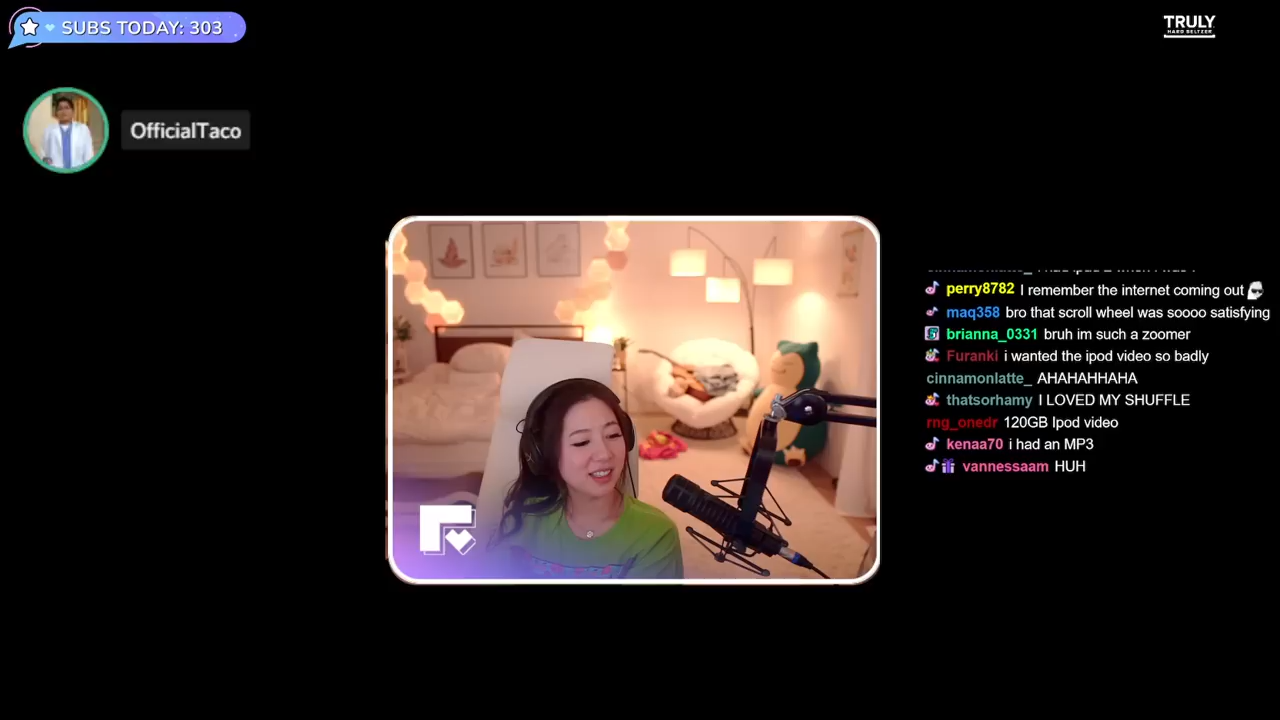 SUBS TODAY: 303
TRULY
HARD SELTZER
OfficialTaco
perry8782 I remember the internet coming out
maq358 bro that scroll wheel was soooo satisfying
brianna_0331 bruh im such a zoomer
Furanki i wanted the ipod video so badly
cinnamonlatte_ AHAHAHHAHA
thatsorhamy I LOVED MY SHUFFLE
rng_onedr 120GB Ipod video
kenaa70 i had an MP3
vannessaam HUH